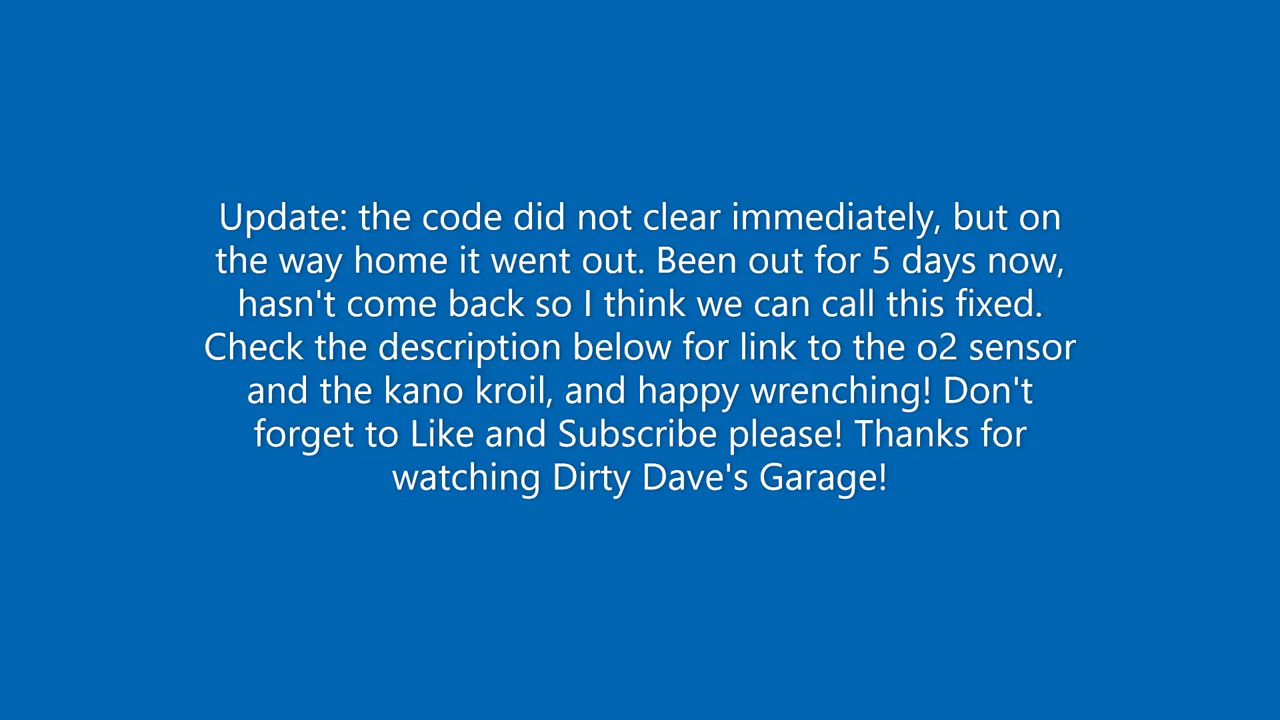 Update: the code did not clear immediately, but on
the way home it went out. Been out for 5 days now,
hasn't come back so I think we can call this fixed.
Check the description below for link to the o2 sensor
and the kano kroil, and happy wrenching! Don't
forget to Like and Subscribe please! Thanks for
watching Dirty Dave's Garage!